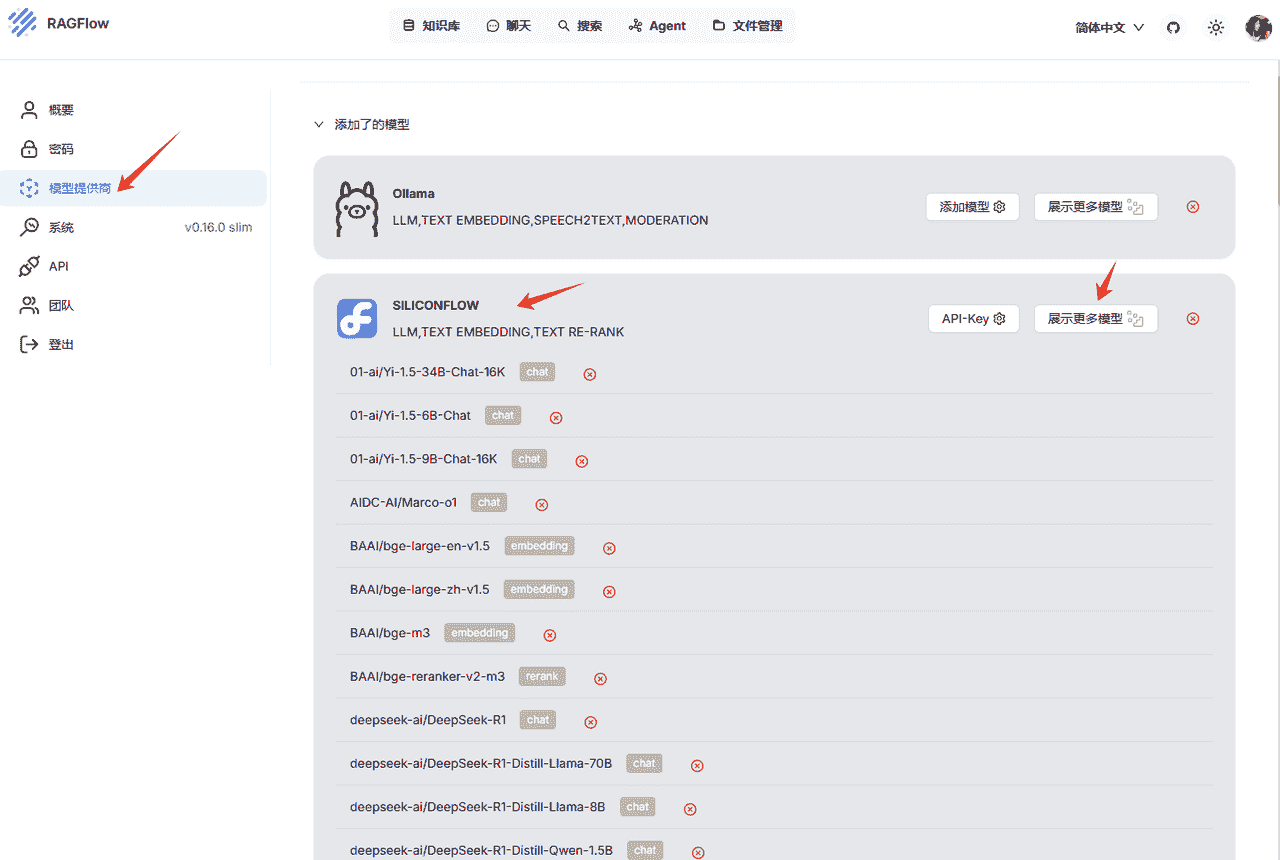 RAGFlow
知识库 聊天 搜索 Agent 文件管理
简体中文
概要
密码
模型提供商
系统 v0.16.0 slim
API
团队
登出
添加了的模型
Ollama
LLM,TEXT EMBEDDING,SPEECH2TEXT,MODERATION
添加模型 展示更多模型
SILICONFLOW
LLM,TEXT EMBEDDING,TEXT RE-RANK
API-Key 展示更多模型
01-ai/Yi-1.5-34B-Chat-16K chat
01-ai/Yi-1.5-6B-Chat chat
01-ai/Yi-1.5-9B-Chat-16K chat
AIDC-AI/Marco-o1 chat
BAAI/bge-large-en-v1.5 embedding
BAAI/bge-large-zh-v1.5 embedding
BAAI/bge-m3 embedding
BAAI/bge-reranker-v2-m3 rerank
deepseek-ai/DeepSeek-R1 chat
deepseek-ai/DeepSeek-R1-Distill-Llama-70B chat
deepseek-ai/DeepSeek-R1-Distill-Llama-8B chat
deepseek-ai/DeepSeek-R1-Distill-Qwen-1.5B chat